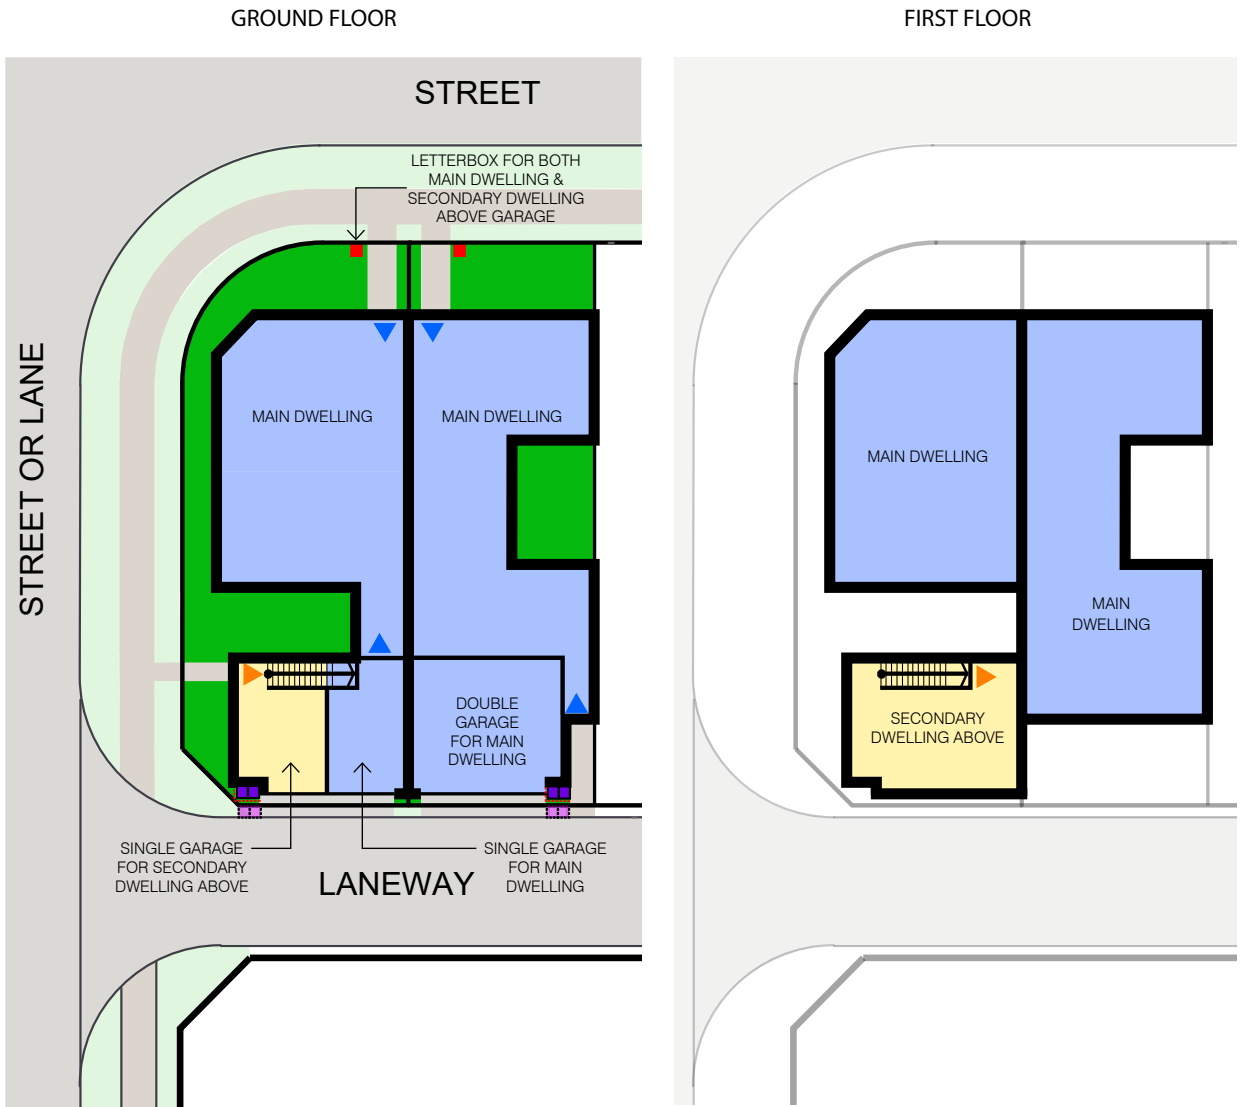 GROUND FLOOR
FIRST FLOOR
STREET
LETTERBOX FOR BOTH
MAIN DWELLING &
SECONDARY DWELLING
ABOVE GARAGE
STREET OR LANE
MAIN DWELLING
MAIN DWELLING
DOUBLE
GARAGE
FOR MAIN
DWELLING
SINGLE GARAGE
FOR SECONDARY
DWELLING ABOVE
SINGLE GARAGE
FOR MAIN
DWELLING
LANEWAY
MAIN DWELLING
MAIN
DWELLING
SECONDARY
DWELLING ABOVE